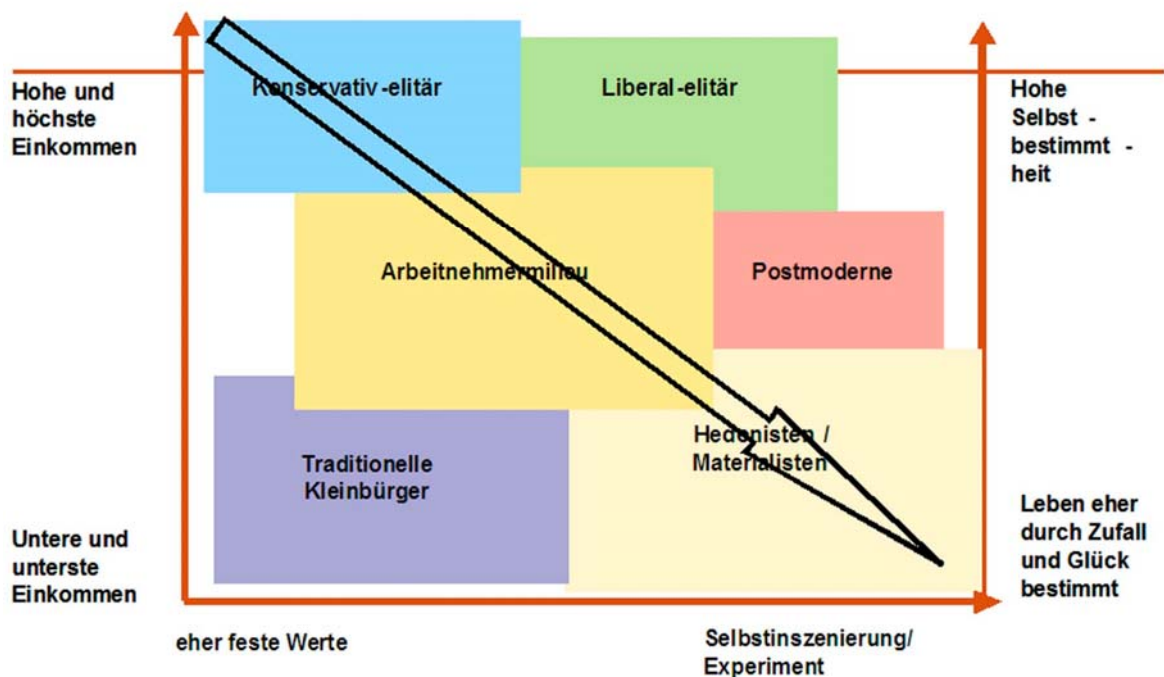 Konservativ -elitär
Liberal-elitär
Hohe und
höchste
Einkommen
Hohe
Selbst -
bestimmt -
heit
Arbeitnehmermilieu
Postmoderne
Hedonisten /
Materialisten
Traditionelle
Kleinbürger
Untere und
unterste
Einkommen
Leben eher
durch Zufall
und Glück
bestimmt
eher feste Werte
Selbstinszenierung/
Experiment